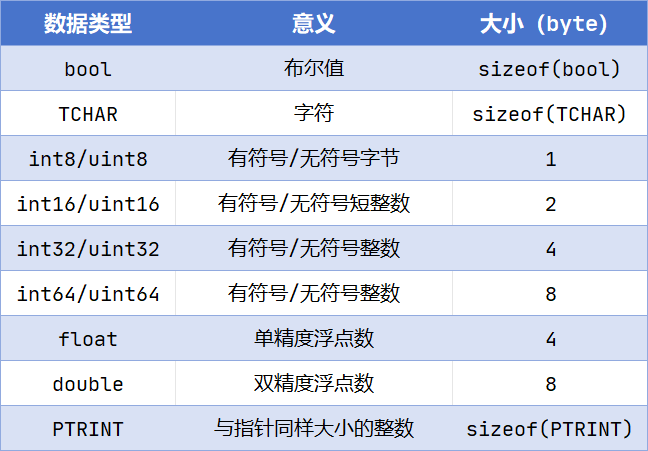 数据类型 意义 大小（byte）
bool 布尔值 sizeof(bool)
TCHAR 字符 sizeof(TCHAR)
int8/uint8 有符号/无符号字节 1
int16/uint16 有符号/无符号短整数 2
int32/uint32 有符号/无符号整数 4
int64/uint64 有符号/无符号整数 8
float 单精度浮点数 4
double 双精度浮点数 8
PTRINT 与指针同样大小的整数 sizeof(PTRINT)